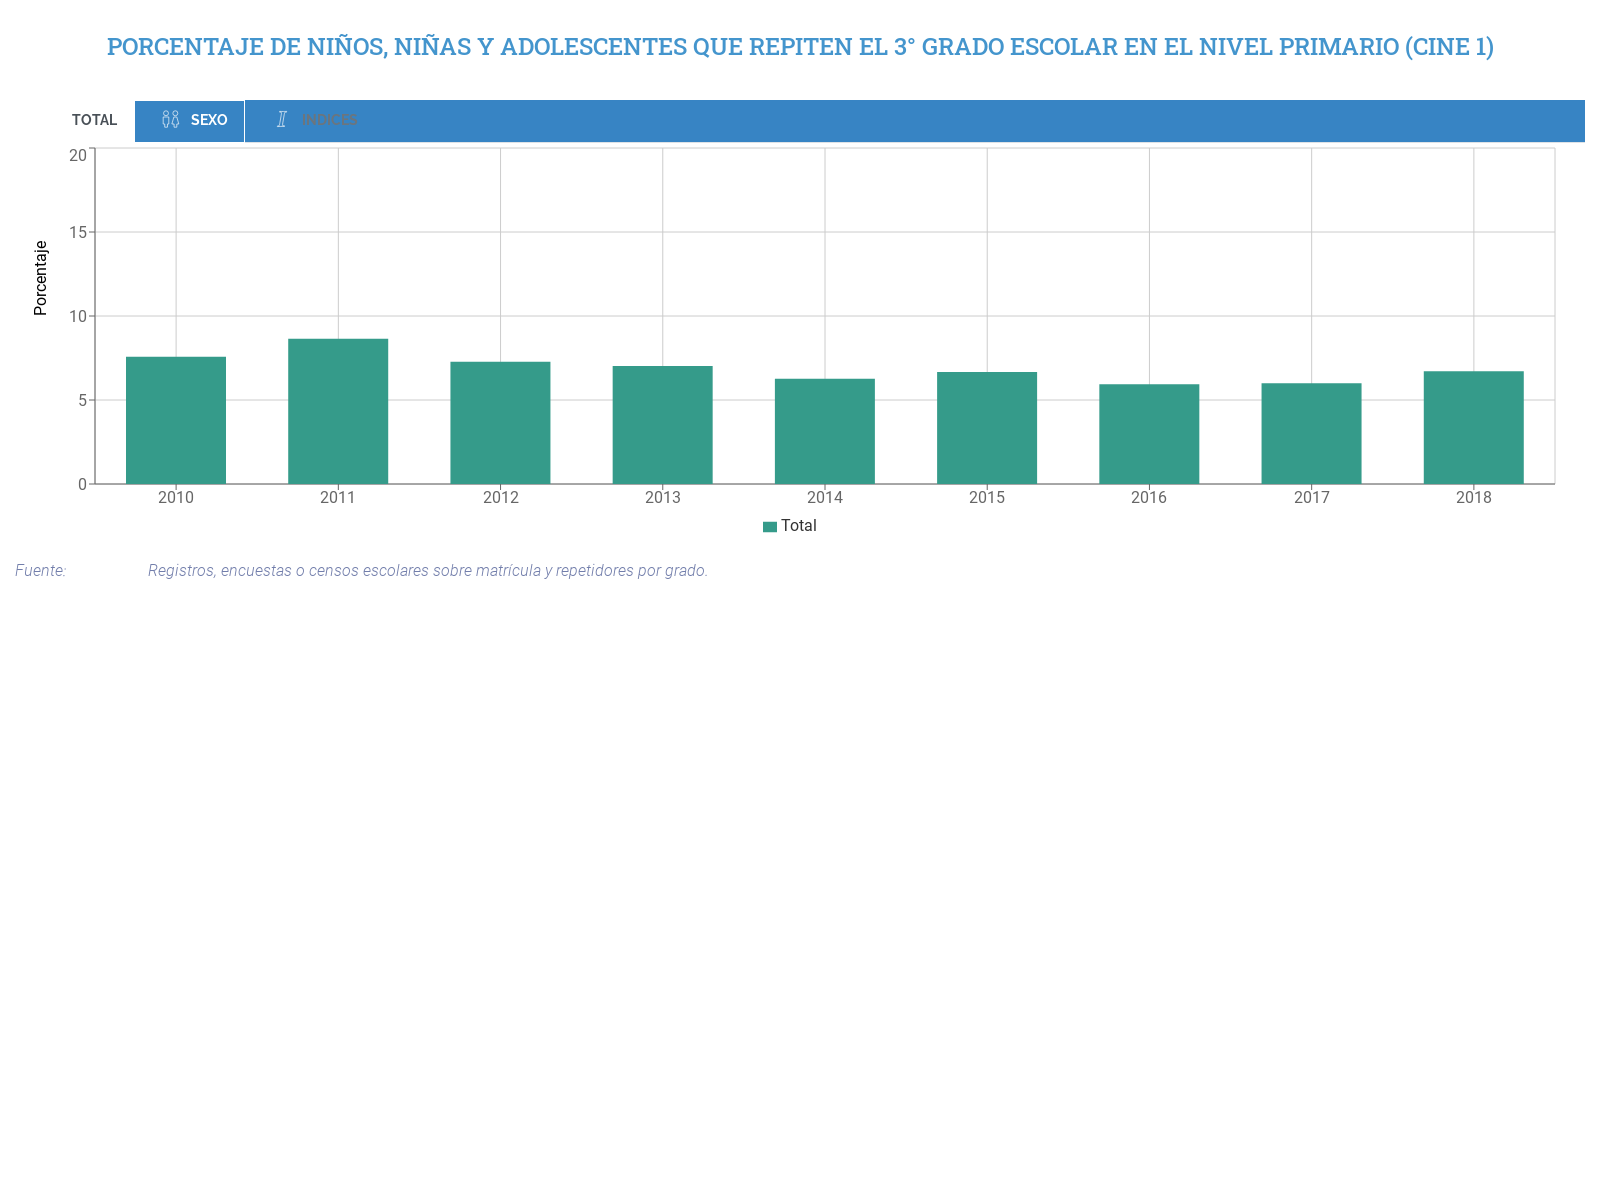 PORCENTAJE DE NIÑOS, NIÑAS Y ADOLESCENTES QUE REPITEN EL 3° GRADO ESCOLAR EN EL NIVEL PRIMARIO (CINE 1)
TOTAL SEXO INDICES
20
15
10
5
0
Porcentaje
2010 2011 2012 2013 2014 2015 2016 2017 2018
Total
Fuente: Registros, encuestas o censos escolares sobre matrícula y repetidores por grado.